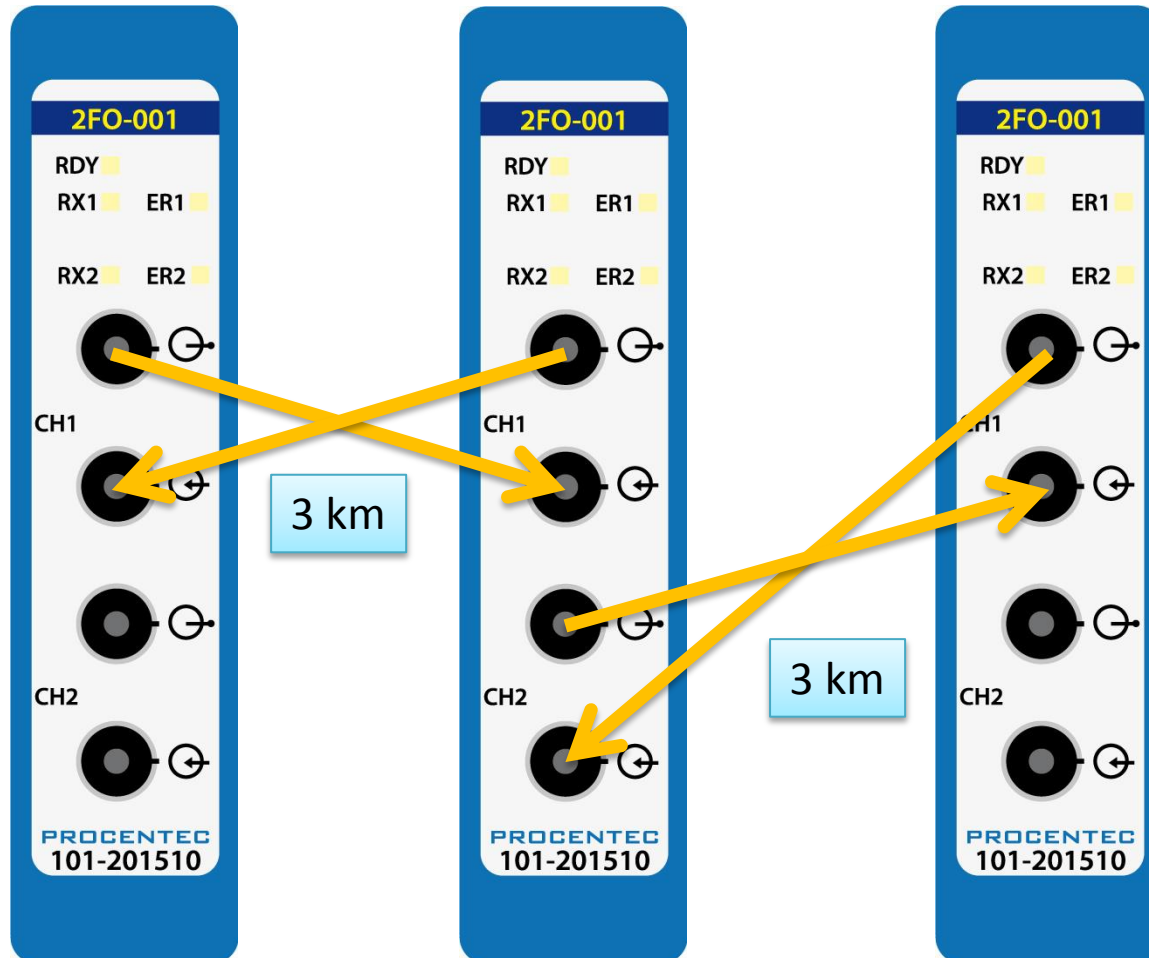 2FO-001
RDY
RX1 ER1
RX2 ER2
CH1
CH2
PROCENTEC
101-201510
3 km
2FO-001
RDY
RX1 ER1
RX2 ER2
CH1
CH2
PROCENTEC
101-201510
3 km
2FO-001
RDY
RX1 ER1
RX2 ER2
CH1
CH2
PROCENTEC
101-201510